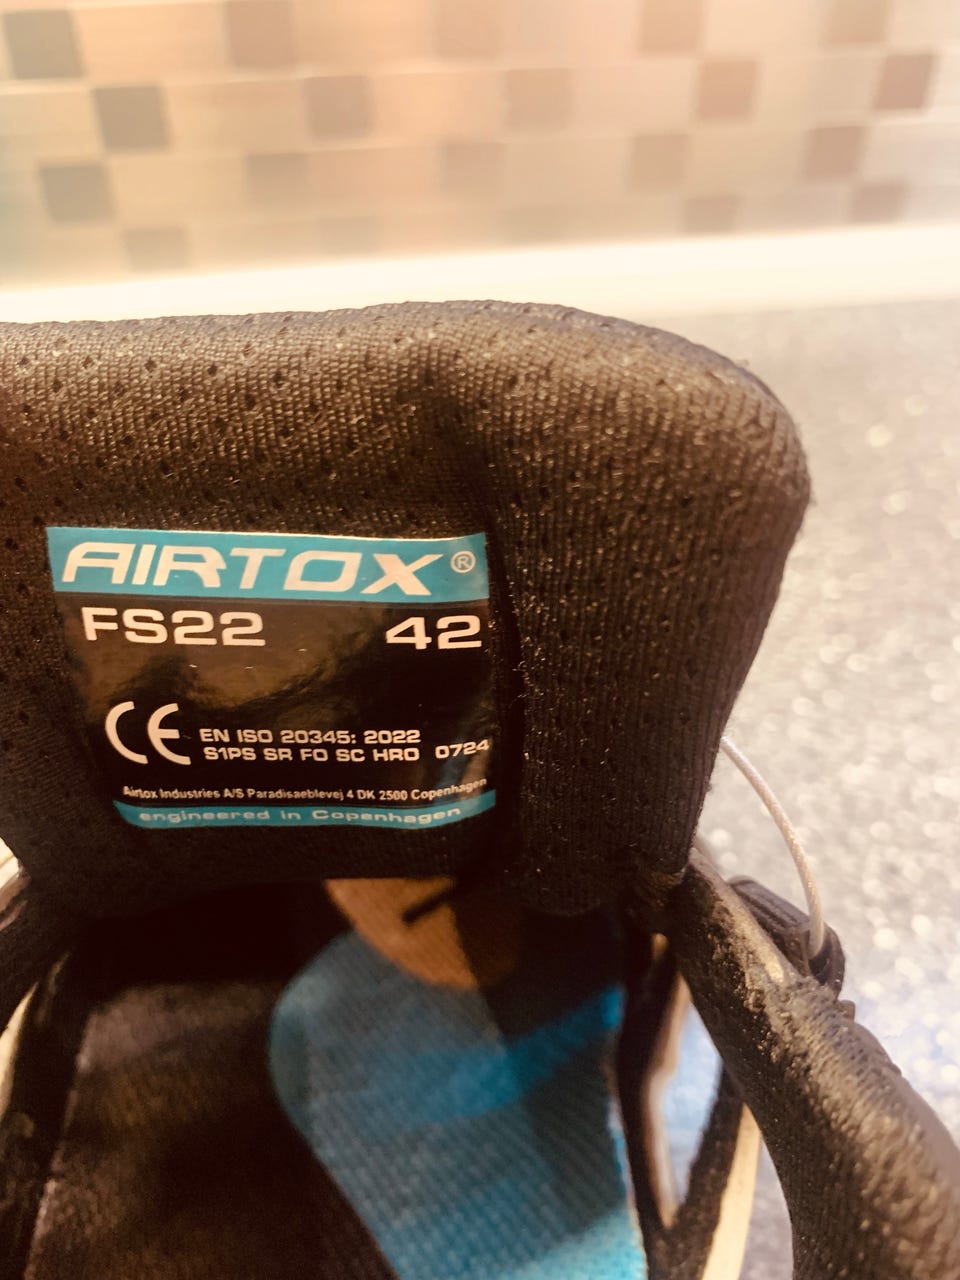 AIRTOX®
FS22 42
CE EN ISO 20345: 2022
S1PS SR FO SC HRO 0724
Airtox Industries A/S Paradisaeblevej 4 DK 2500 Copenhagen
engineered in Copenhagen